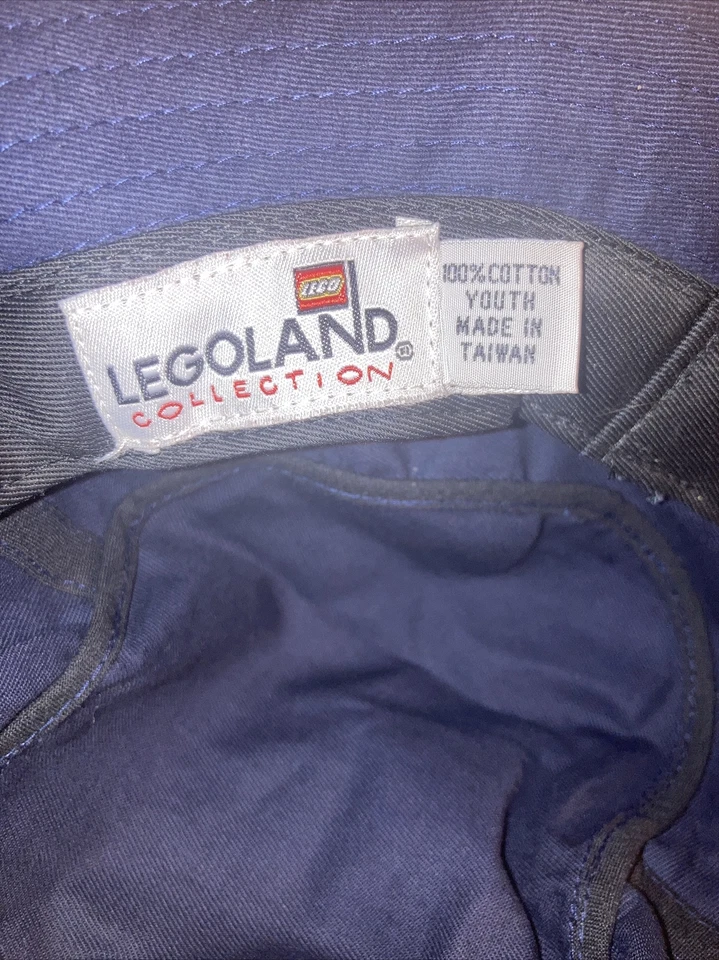 LEGO
LEGOLAND®
COLLECTION
100% COTTON
YOUTH
MADE IN
TAIWAN